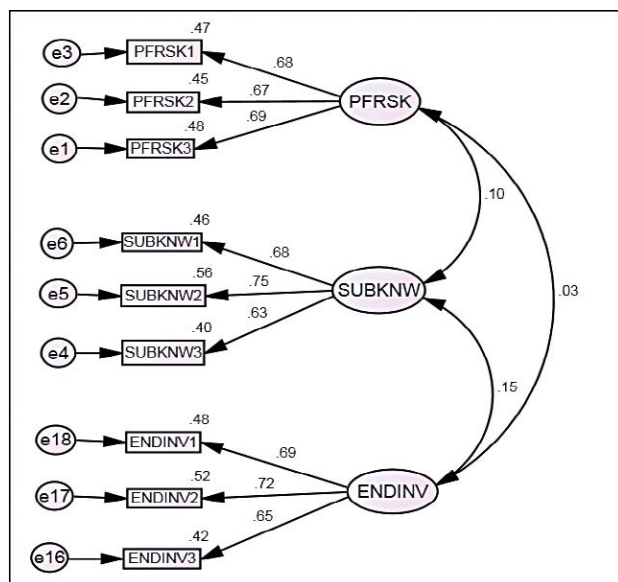 .47
e3
PFRSK1
.68
.45
e2
PFRSK2
.67
PFRSK
.48
.69
e1
PFRSK3
.10
.46
e6
SUBKNW1
.68
.56
e5
SUBKNW2
.75
SUBKNW
.03
.40
.63
e4
SUBKNW3
.15
.48
e18
ENDINV1
.69
.52
e17
ENDINV2
.72
ENDINV
.42
.65
e16
ENDINV3